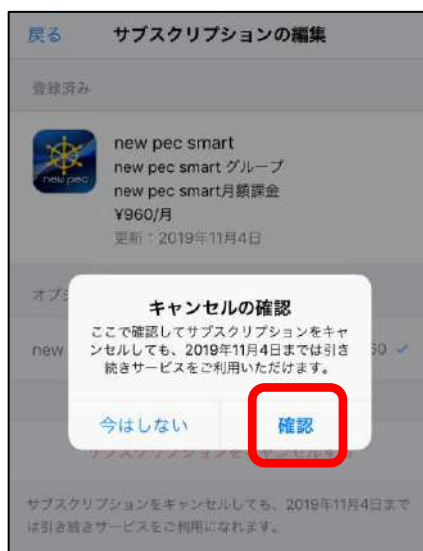 戻る サブスクリプションの編集
登録済み
new pec
new pec smart
new pec smart グループ
new pec smart月額課金
¥960/月
更新：2019年11月4日
オプシ
キャンセルの確認
ここで確認してサブスクリプションをキャ
ンセルしても、2019年11月4日までは引き
続きサービスをご利用いただけます。
new
今はしない 確認
サブスクリプションをキャンセルしても、2019年11月4日まで
は引き続きサービスをご利用になれます。